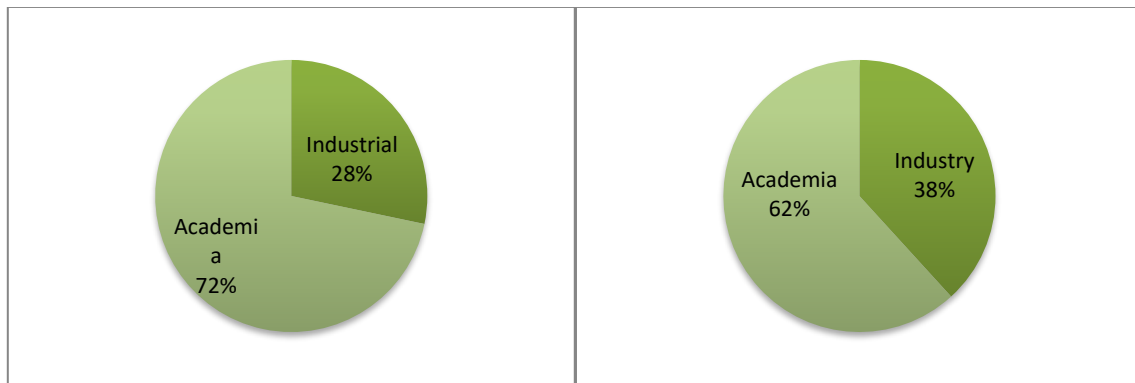 Industrial
28%
Academi
a
72%
Industry
38%
Academia
62%